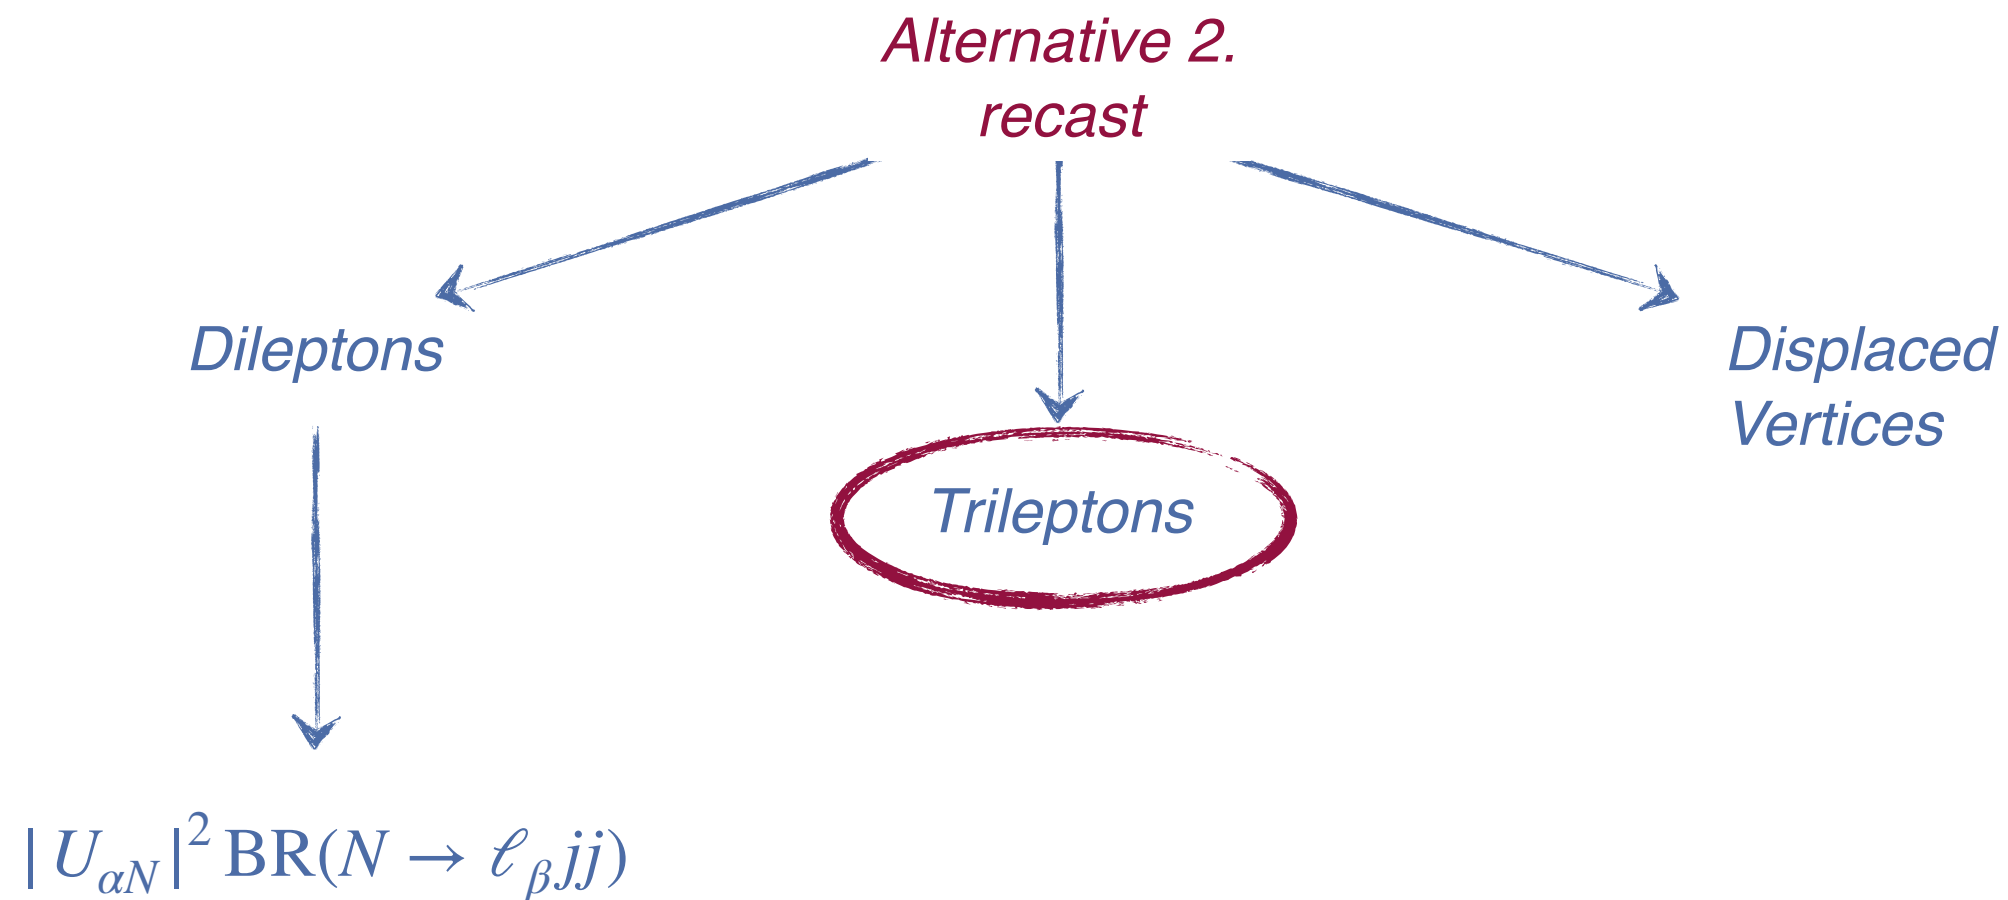 Alternative 2.
recast
Dileptons
Displaced
Vertices
Trileptons
|U_{αN}|² BR(N → ℓ_β jj)